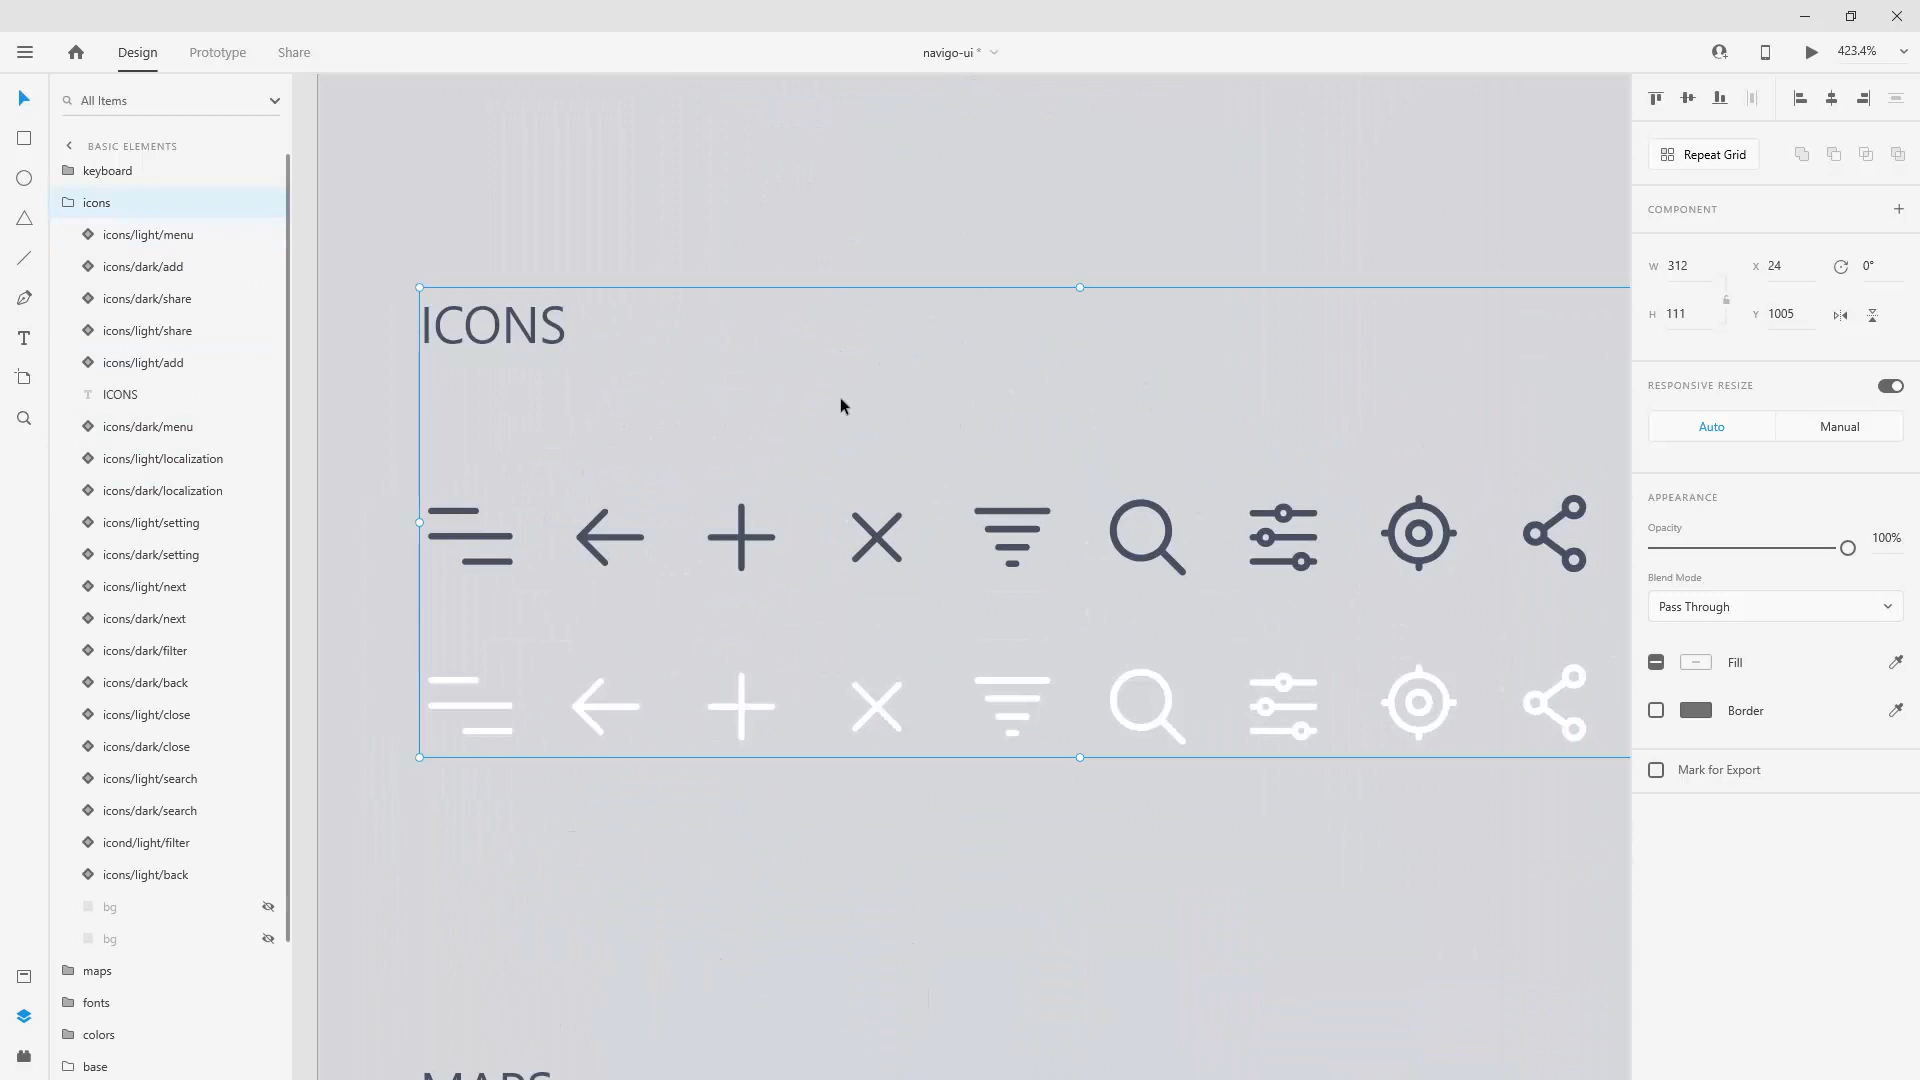 Design
Prototype
Share
navigo-ui *
423.4%
All Items
BASIC ELEMENTS
keyboard
icons
icons/light/menu
icons/dark/add
icons/dark/share
icons/light/share
icons/light/add
ICONS
icons/dark/menu
icons/light/localization
icons/dark/localization
icons/light/setting
icons/dark/setting
icons/light/next
icons/dark/next
icons/dark/filter
icons/dark/back
icons/light/close
icons/dark/close
icons/light/search
icons/dark/search
icond/light/filter
icons/light/back
bg
bg
maps
fonts
colors
base
ICONS
MAPS
Repeat Grid
COMPONENT
W 312 X 24 0°
H 111 Y 1005
RESPONSIVE RESIZE
Auto Manual
APPEARANCE
Opacity
100%
Blend Mode
Pass Through
Fill
Border
Mark for Export